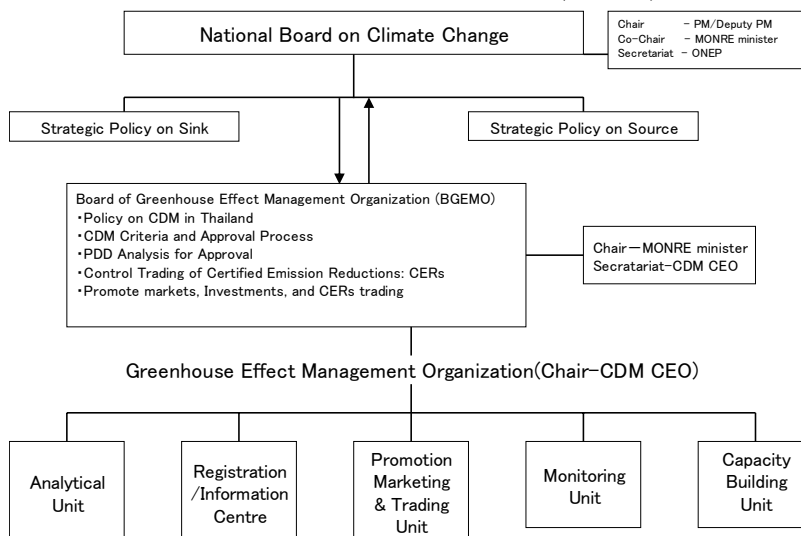 National Board on Climate Change
Chair - PM/Deputy PM
Co-Chair - MONRE minister
Secretariat - ONEP
Strategic Policy on Sink
Strategic Policy on Source
Board of Greenhouse Effect Management Organization (BGEMO)
・Policy on CDM in Thailand
・CDM Criteria and Approval Process
・PDD Analysis for Approval
・Control Trading of Certified Emission Reductions: CERs
・Promote markets, Investments, and CERs trading
Chair－MONRE minister
Secratariat-CDM CEO
Greenhouse Effect Management Organization(Chair-CDM CEO)
Analytical
Unit
Registration
/Information
Centre
Promotion
Marketing
& Trading
Unit
Monitoring
Unit
Capacity
Building
Unit